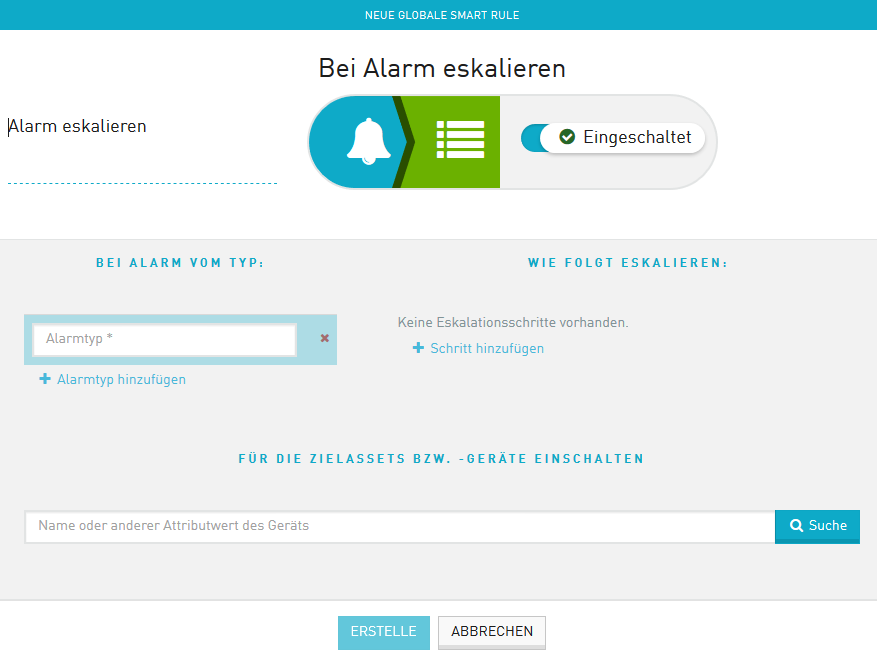 NEUE GLOBALE SMART RULE
Bei Alarm eskalieren
Alarm eskalieren
Eingeschaltet
BEI ALARM VOM TYP:
WIE FOLGT ESKALIEREN:
Alarmtyp *
Keine Eskalationsschritte vorhanden.
Schritt hinzufügen
Alarmtyp hinzufügen
FÜR DIE ZIELASSETS BZW. -GERÄTE EINSCHALTEN
Name oder anderer Attributwert des Geräts
Suche
ERSTELLE
ABBRECHEN